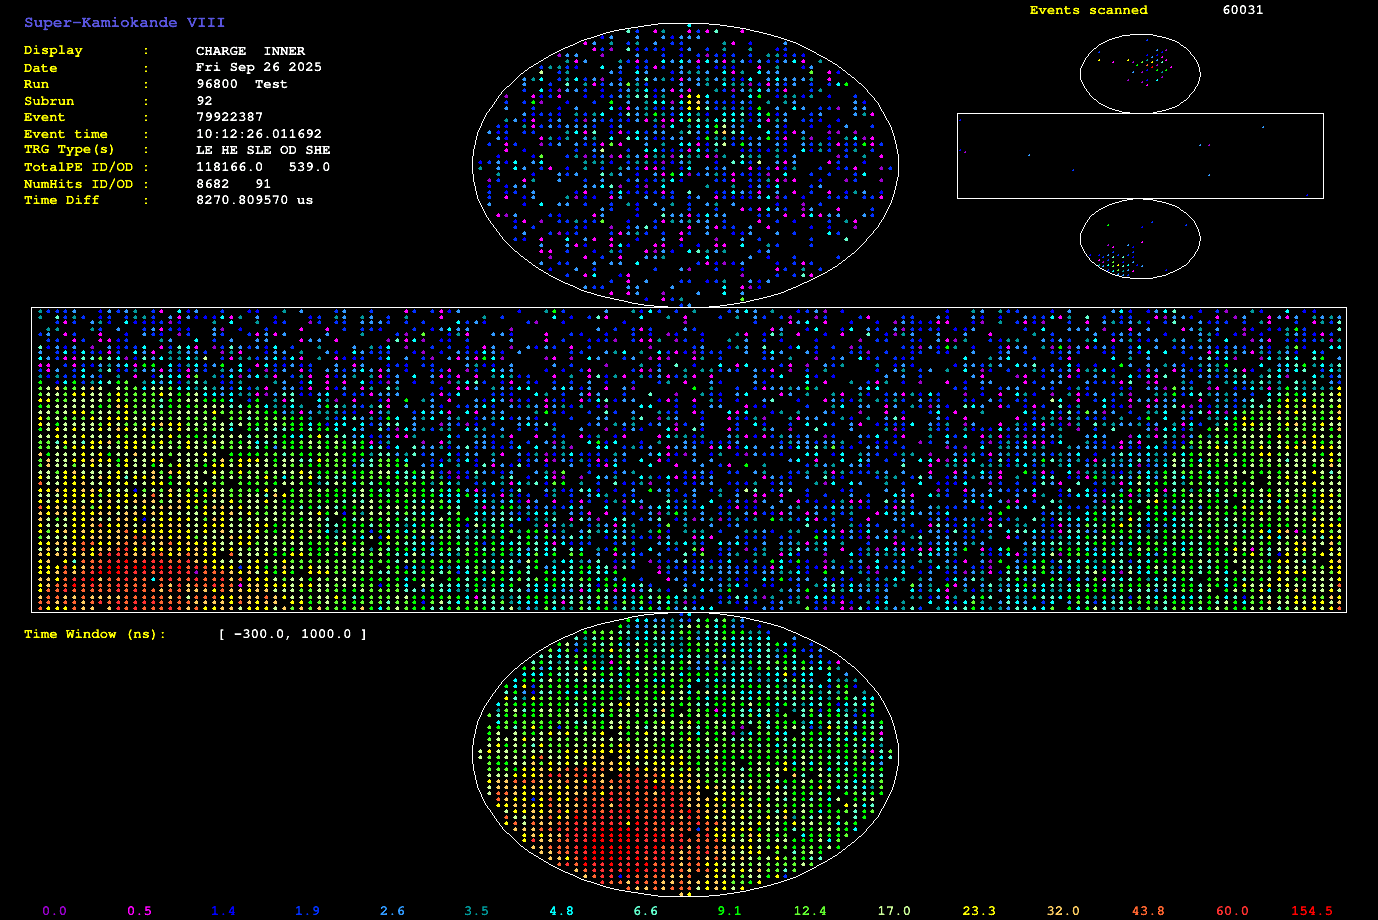 Super-Kamiokande VIII
Events scanned 60031
Display : CHARGE INNER
Date : Fri Sep 26 2025
Run : 96800 Test
Subrun : 92
Event : 79922387
Event time : 10:12:26.011692
TRG Type(s) : LE HE SLE OD SHE
TotalPE ID/OD : 118166.0 539.0
NumHits ID/OD : 8682 91
Time Diff : 8270.809570 us
Time Window (ns): [ -300.0, 1000.0 ]
0.0 0.5 1.4 1.9 2.6 3.5 4.8 6.6 9.1 12.4 17.0 23.3 32.0 43.8 60.0 154.5